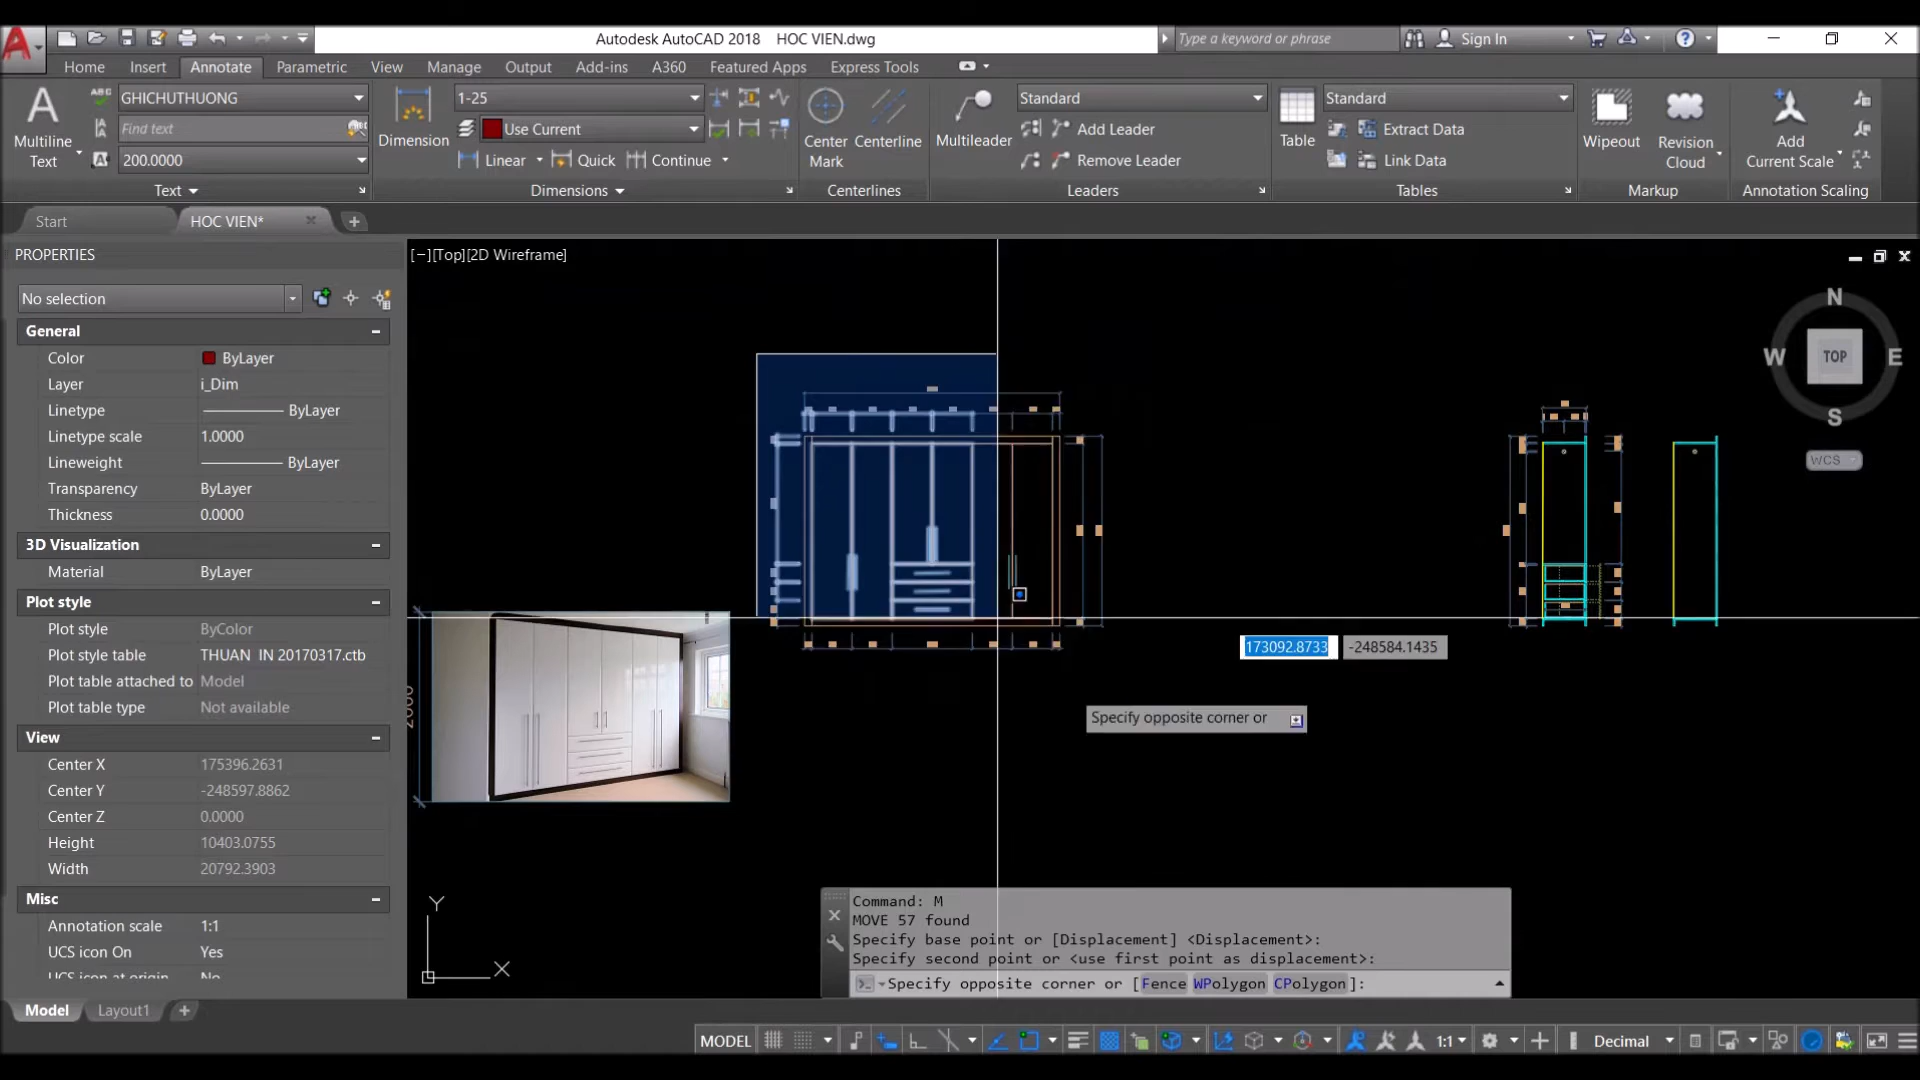 Autodesk AutoCAD 2018 HOC VIEN.dwg
Type a keyword or phrase
Sign In
Home Insert Annotate Parametric View Manage Output Add-ins A360 Featured Apps Express Tools
Multiline Text
GHICHUTHUONG
Find text
200.0000
Text
Dimension
1-25
Use Current
Linear Quick Continue
Dimensions
Center Mark
Centerline
Centerlines
Multileader
Standard
Add Leader
Remove Leader
Leaders
Table
Standard
Extract Data
Link Data
Tables
Wipeout
Revision Cloud
Markup
Add Current Scale
Annotation Scaling
Start
HOC VIEN*
PROPERTIES
No selection
General
Color ByLayer
Layer i_Dim
Linetype ByLayer
Linetype scale 1.0000
Lineweight ByLayer
Transparency ByLayer
Thickness 0.0000
3D Visualization
Material ByLayer
Plot style
Plot style ByColor
Plot style table THUAN IN 20170317.ctb
Plot table attached to Model
Plot table type Not available
View
Center X 175396.2631
Center Y -248597.8862
Center Z 0.0000
Height 10403.0755
Width 20792.3903
Misc
Annotation scale 1:1
UCS icon On Yes
UCS icon at origin No
[−][Top][2D Wireframe]
N
W TOP E
S
WCS
173092.8733 -248584.1435
Specify opposite corner or
Y
X
Command: M
MOVE 57 found
Specify base point or [Displacement] <Displacement>:
Specify second point or <use first point as displacement>:
Specify opposite corner or [Fence WPolygon CPolygon]:
Model Layout1
MODEL 1:1 Decimal